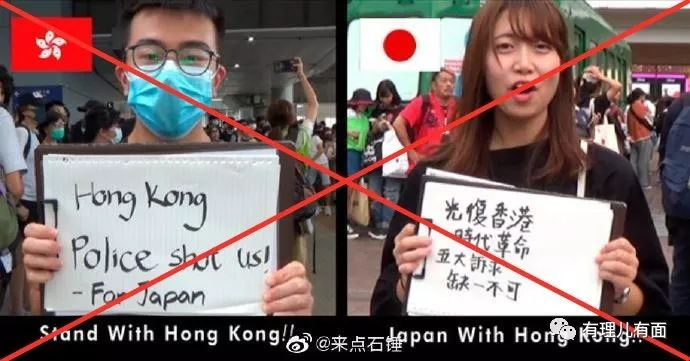 Hong Kong
Police shot us!
- For Japan
光復香港
時代革命
五大訴求
缺一不可
Stand With Hong Kong!!
Japan With Hong Kong!!
@来点石锤
有理儿有面